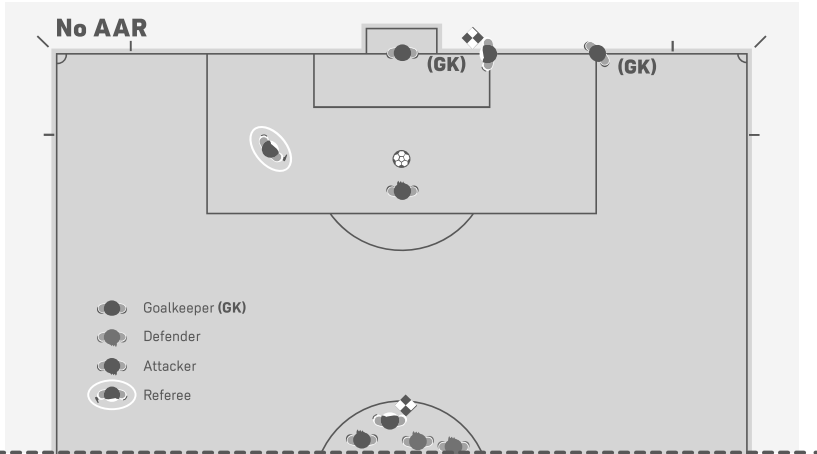 No AAR
(GK)
(GK)
Goalkeeper (GK)
Defender
Attacker
Referee